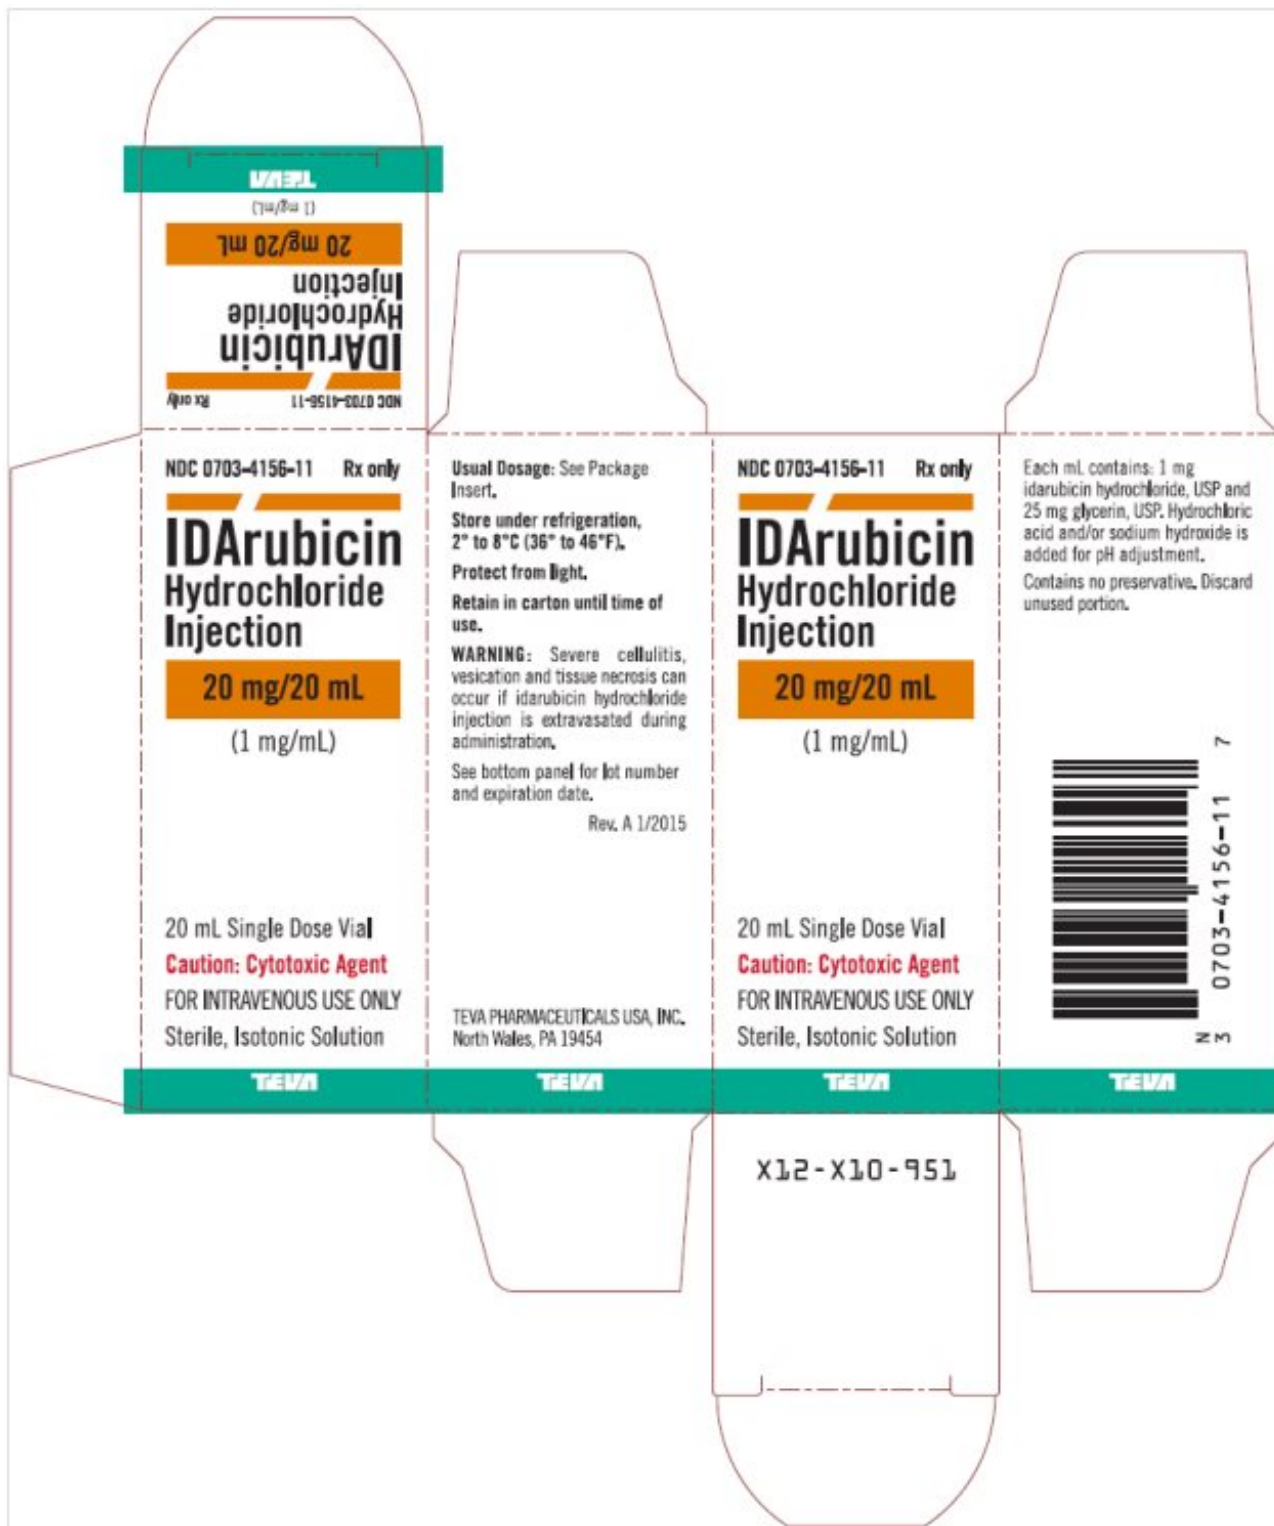 TEVA
(1 mg/mL)
20 mg/20 mL
Injection
Hydrochloride
IDArubicin
NDC 0703-4156-11 Rx only
NDC 0703-4156-11 Rx only
IDArubicin
Hydrochloride
Injection
20 mg/20 mL
(1 mg/mL)
20 mL Single Dose Vial
Caution: Cytotoxic Agent
FOR INTRAVENOUS USE ONLY
Sterile, Isotonic Solution
TEVA
Usual Dosage: See Package
Insert.
Store under refrigeration,
2° to 8°C (36° to 46°F).
Protect from light.
Retain in carton until time of
use.
WARNING: Severe cellulitis,
vesication and tissue necrosis can
occur if idarubicin hydrochloride
injection is extravasated during
administration.
See bottom panel for lot number
and expiration date.
Rev. A 1/2015
TEVA PHARMACEUTICALS USA, INC.
North Wales, PA 19454
TEVA
NDC 0703-4156-11 Rx only
IDArubicin
Hydrochloride
Injection
20 mg/20 mL
(1 mg/mL)
20 mL Single Dose Vial
Caution: Cytotoxic Agent
FOR INTRAVENOUS USE ONLY
Sterile, Isotonic Solution
TEVA
X12-X10-951
Each mL contains: 1 mg
idarubicin hydrochloride, USP and
25 mg glycerin, USP. Hydrochloric
acid and/or sodium hydroxide is
added for pH adjustment.
Contains no preservative. Discard
unused portion.
N
3 0703-4156-11 7
TEVA